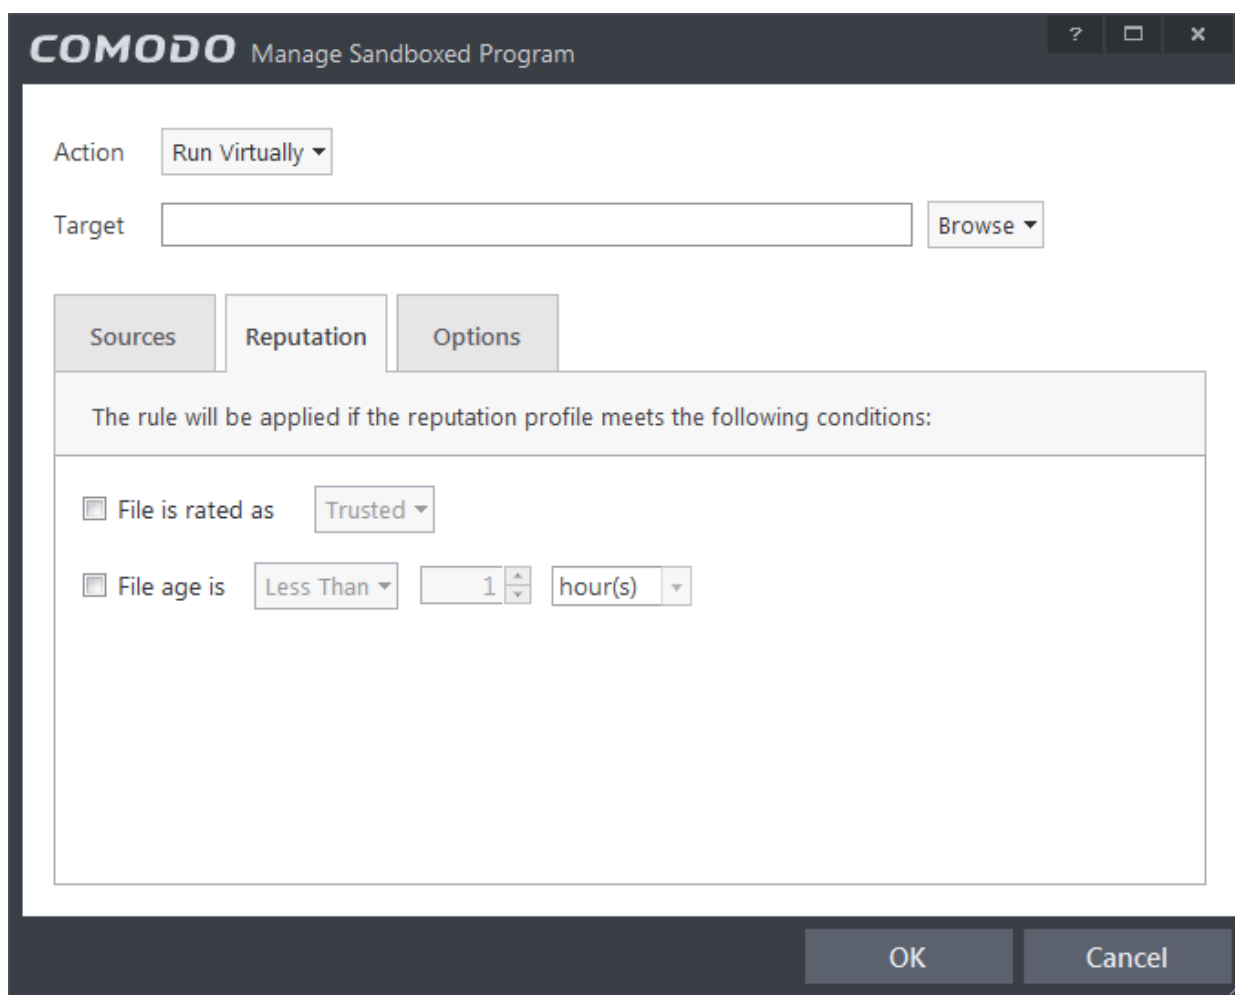 COMODO Manage Sandboxed Program ?
Action Run Virtually
Target Browse
Sources Reputation Options
The rule will be applied if the reputation profile meets the following conditions:
File is rated as Trusted
File age is Less Than 1 hour(s)
OK Cancel